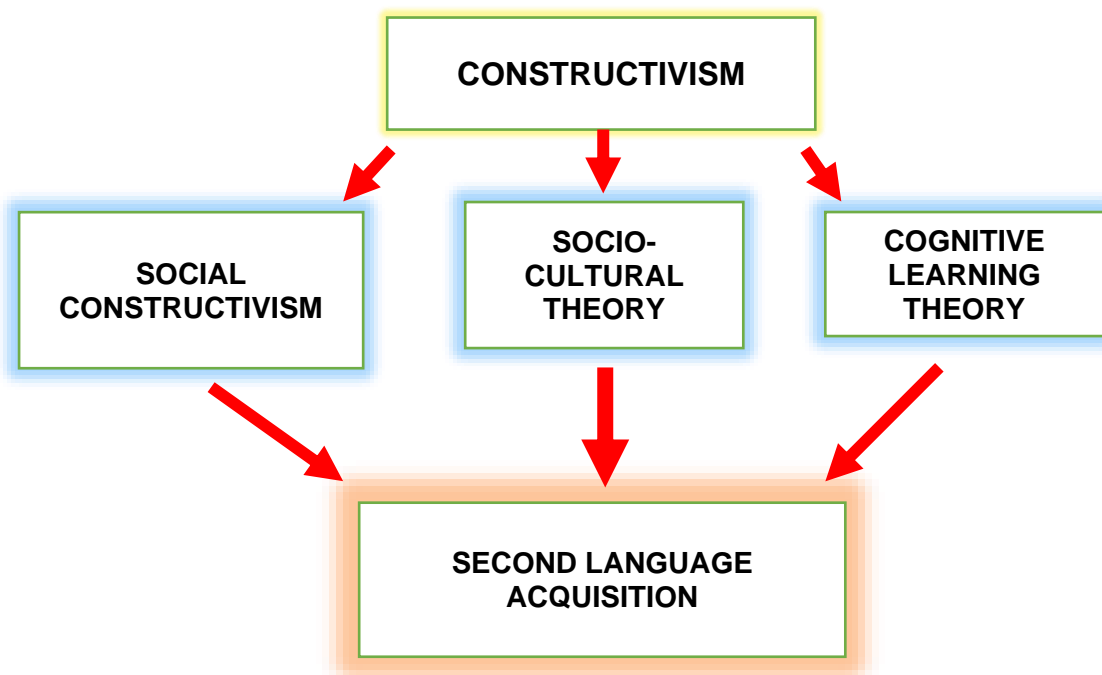 CONSTRUCTIVISM
SOCIAL
CONSTRUCTIVISM
SOCIO-
CULTURAL
THEORY
COGNITIVE
LEARNING
THEORY
SECOND LANGUAGE
ACQUISITION